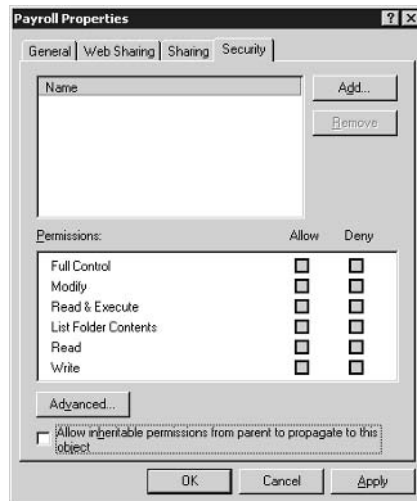 Payroll Properties
General Web Sharing Sharing Security
Name
Add...
Remove
Permissions: Allow Deny
Full Control
Modify
Read & Execute
List Folder Contents
Read
Write
Advanced...
Allow inheritable permissions from parent to propagate to this
object
OK Cancel Apply